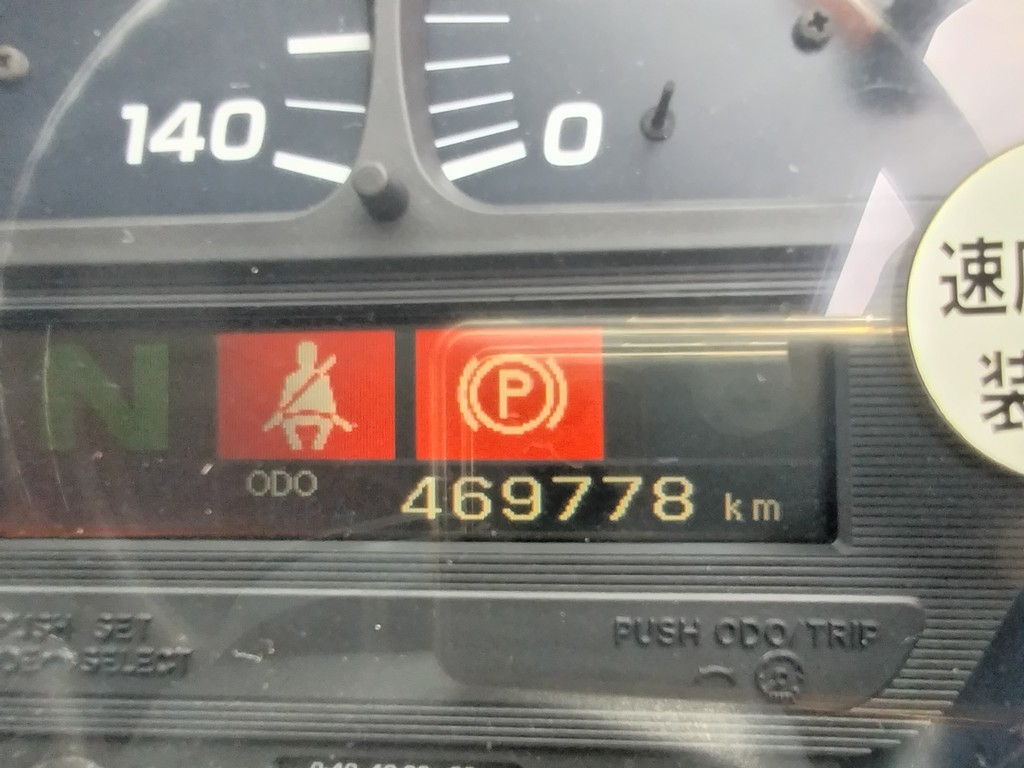 140
0
速
装
N
P
ODO
469778 km
SET
SELECT
PUSH ODO/TRIP